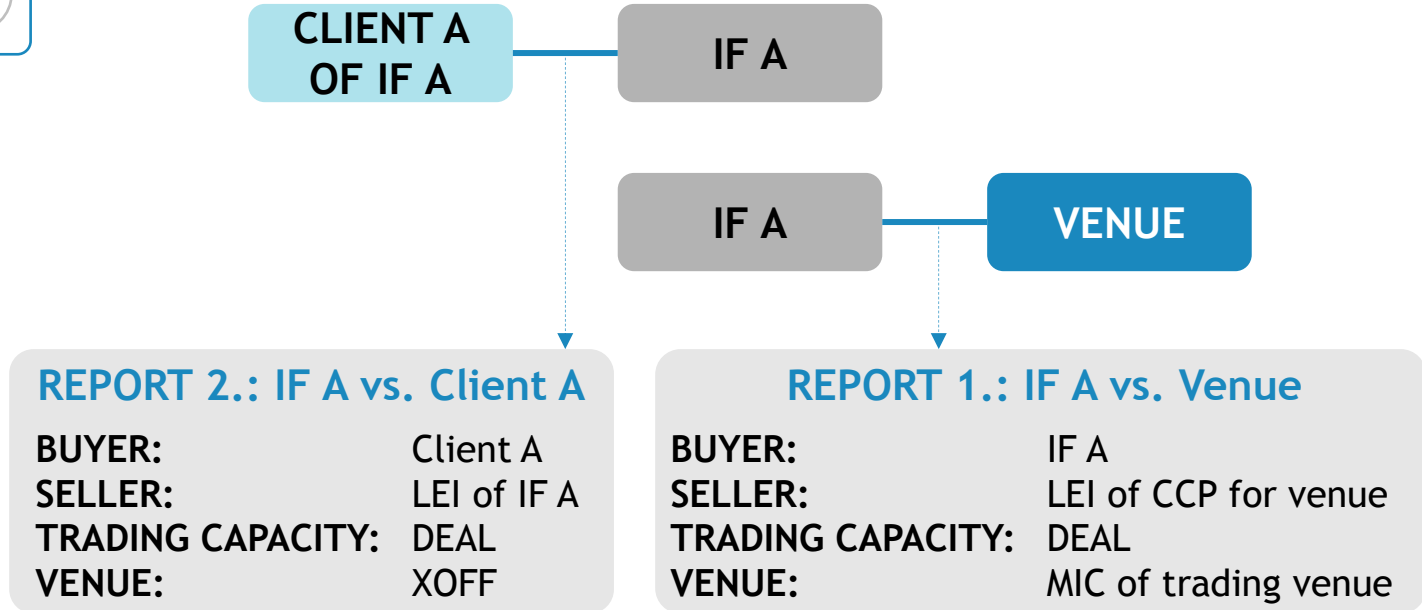 CLIENT A
OF IF A
IF A
IF A
VENUE
REPORT 2.: IF A vs. Client A
BUYER: Client A
SELLER: LEI of IF A
TRADING CAPACITY: DEAL
VENUE: XOFF
REPORT 1.: IF A vs. Venue
BUYER: IF A
SELLER: LEI of CCP for venue
TRADING CAPACITY: DEAL
VENUE: MIC of trading venue